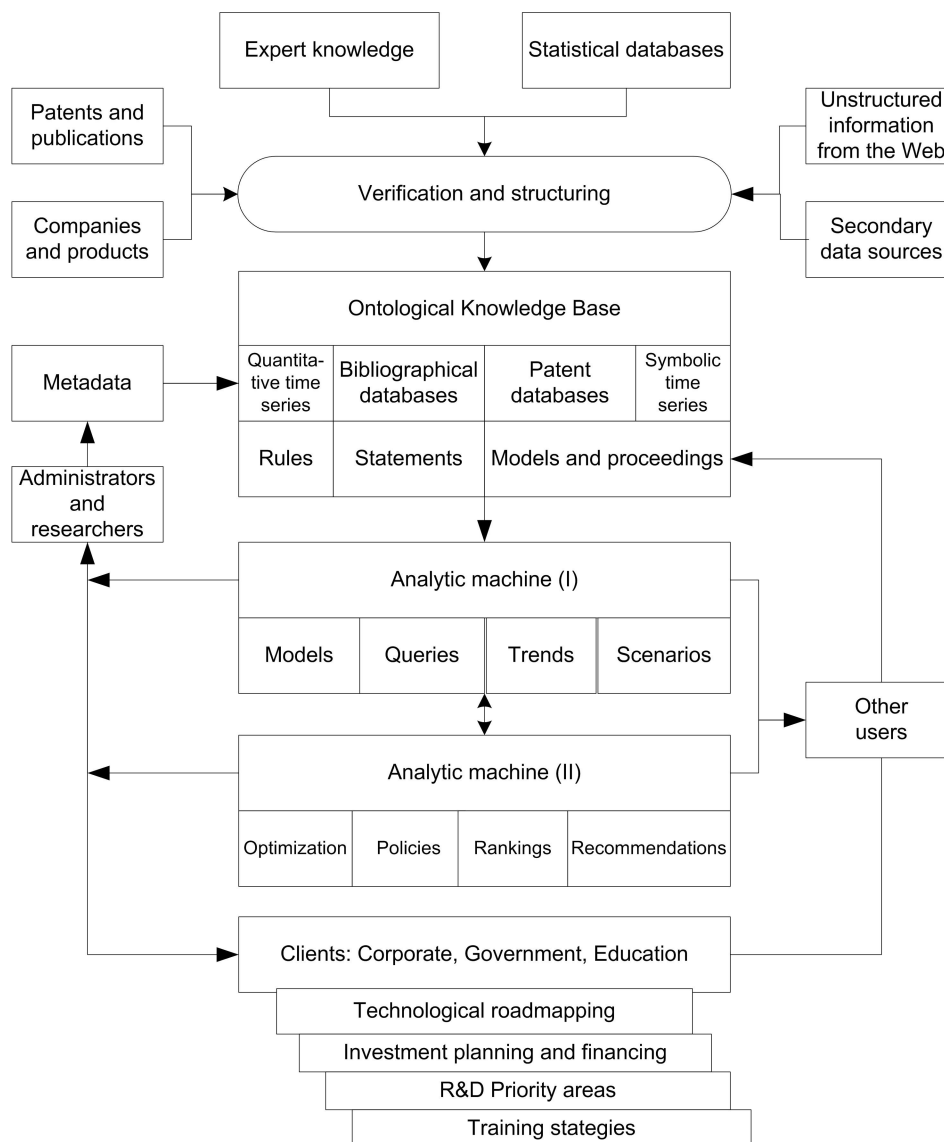 Expert knowledge
Statistical databases
Patents and
publications
Unstructured
information
from the Web
Verification and structuring
Companies
and products
Secondary
data sources
Ontological Knowledge Base
Metadada
Quantita-
tive time
series
Bibliographical
databases
Patent
databases
Symbolic
time
series
Rules
Statements
Models and proceedings
Administrators
and
researchers
Analytic machine (I)
Models
Queries
Trends
Scenarios
Other
users
Analytic machine (II)
Optimization
Policies
Rankings
Recommendations
Clients: Corporate, Government, Education
Technological roadmapping
Investment planning and financing
R&D Priority areas
Training stategies